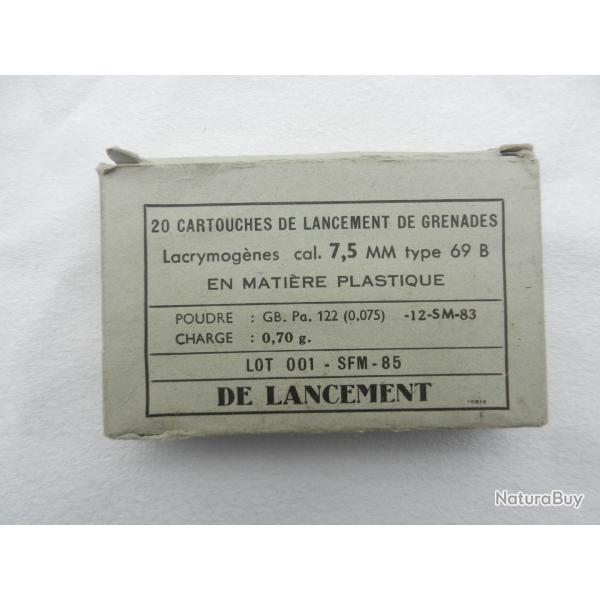 20 CARTOUCHES DE LANCEMENT DE GRENADES
Lacrymogènes cal. 7,5 MM type 69 B
EN MATIÈRE PLASTIQUE
POUDRE : GB. Pa. 122 (0,075) -12-SM-83
CHARGE : 0,70 g.
LOT 001 - SFM - 85
DE LANCEMENT
NaturaBuy